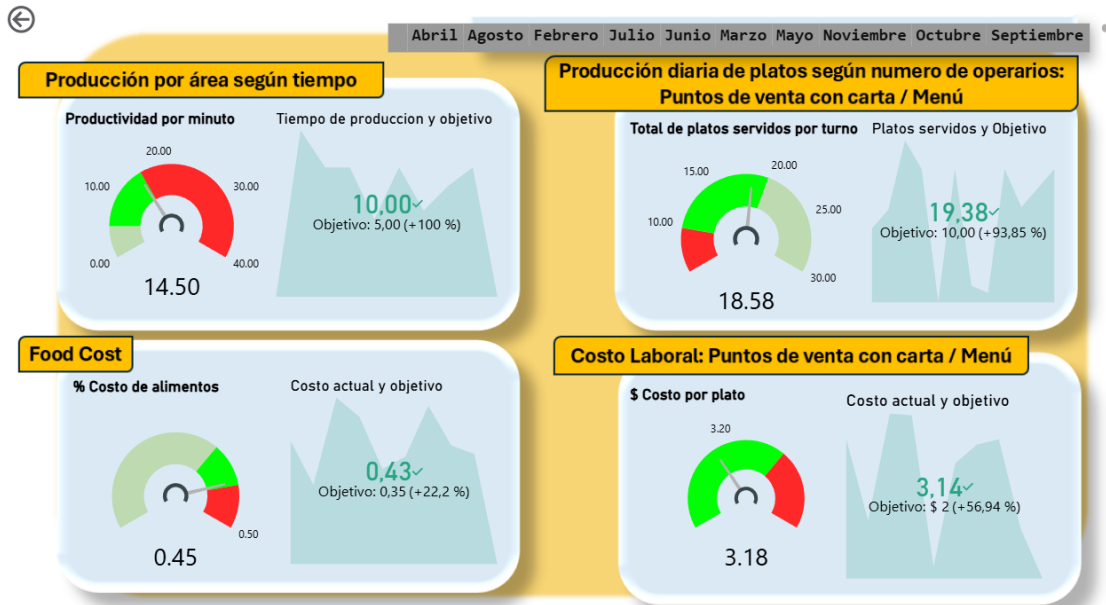 Abril Agosto Febrero Julio Junio Marzo Mayo Noviembre Octubre Septiembre
Producción por área según tiempo
Productividad por minuto
0.00
10.00
20.00
30.00
40.00
14.50
Tiempo de produccion y objetivo
10,00
Objetivo: 5,00 (+100 %)
Producción diaria de platos según numero de operarios:
Puntos de venta con carta / Menú
Total de platos servidos por turno
10.00
15.00
20.00
25.00
30.00
18.58
Platos servidos y Objetivo
19,38
Objetivo: 10,00 (+93,85 %)
Food Cost
% Costo de alimentos
0.50
0.45
Costo actual y objetivo
0,43
Objetivo: 0,35 (+22,2 %)
Costo Laboral: Puntos de venta con carta / Menú
$ Costo por plato
3.20
3.18
Costo actual y objetivo
3,14
Objetivo: $ 2 (+56,94 %)